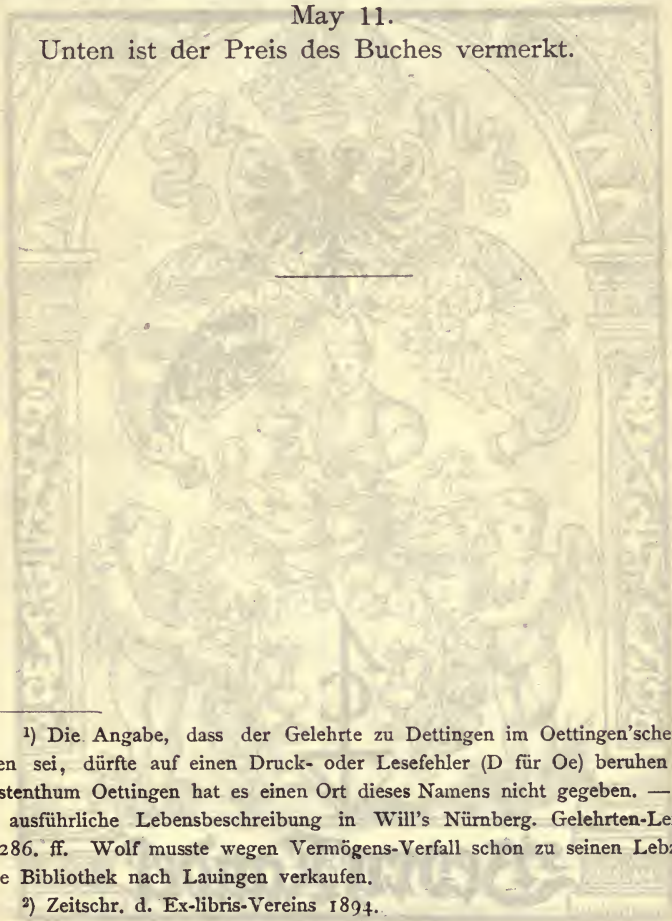 May 11.
Unten ist der Preis des Buches vermerkt.
¹) Die Angabe, dass der Gelehrte zu Dettingen im Oettingen'sche
en sei, dürfte auf einen Druck- oder Lesefehler (D für Oe) beruhen
stenthum Oettingen hat es einen Ort dieses Namens nicht gegeben. —
ausführliche Lebensbeschreibung in Will's Nürnberg. Gelehrten-Le
286. ff. Wolf musste wegen Vermögens-Verfall schon zu seinen Leb
e Bibliothek nach Lauingen verkaufen.
²) Zeitschr. d. Ex-libris-Vereins 1894.